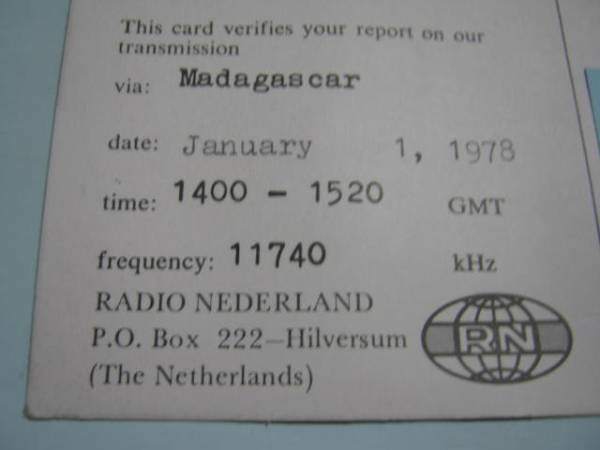 This card verifies your report on our
transmission
via: Madagascar
date: January 1, 1978
time: 1400 - 1520 GMT
frequency: 11740 kHz
RADIO NEDERLAND
P.O. Box 222—Hilversum
(The Netherlands)
RN